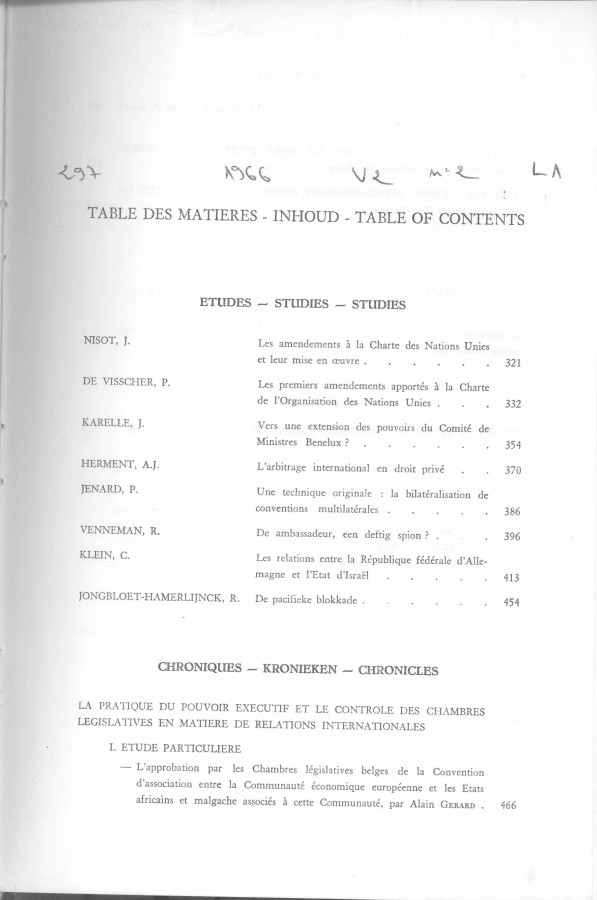 297 1966 V2 n°2 L1
TABLE DES MATIERES - INHOUD - TABLE OF CONTENTS
ETUDES — STUDIES — STUDIES
NISOT, J. Les amendements à la Charte des Nations Unies
et leur mise en œuvre . . . . . . 321
DE VISSCHER, P. Les premiers amendements apportés à la Charte
de l'Organisation des Nations Unies . . . 332
KARELLE, J. Vers une extension des pouvoirs du Comité de
Ministres Benelux ? . . . . . . 354
HERMENT, A.J. L'arbitrage international en droit privé . . 370
JENARD, P. Une technique originale : la bilatéralisation de
conventions multilatérales . . . . . 386
VENNEMAN, R. De ambassadeur, een deftig spion ? . . . 396
KLEIN, C. Les relations entre la République fédérale d'Alle-
magne et l'Etat d'Israël . . . . . 413
JONGBLOET-HAMERLIJNCK, R. De pacifieke blokkade . . . . . . 454
CHRONIQUES — KRONIEKEN — CHRONICLES
LA PRATIQUE DU POUVOIR EXECUTIF ET LE CONTROLE DES CHAMBRES
LEGISLATIVES EN MATIERE DE RELATIONS INTERNATIONALES
I. ETUDE PARTICULIERE
— L'approbation par les Chambres législatives belges de la Convention
d'association entre la Communauté économique européenne et les Etats
africains et malgache associés à cette Communauté, par Alain GERARD . 466